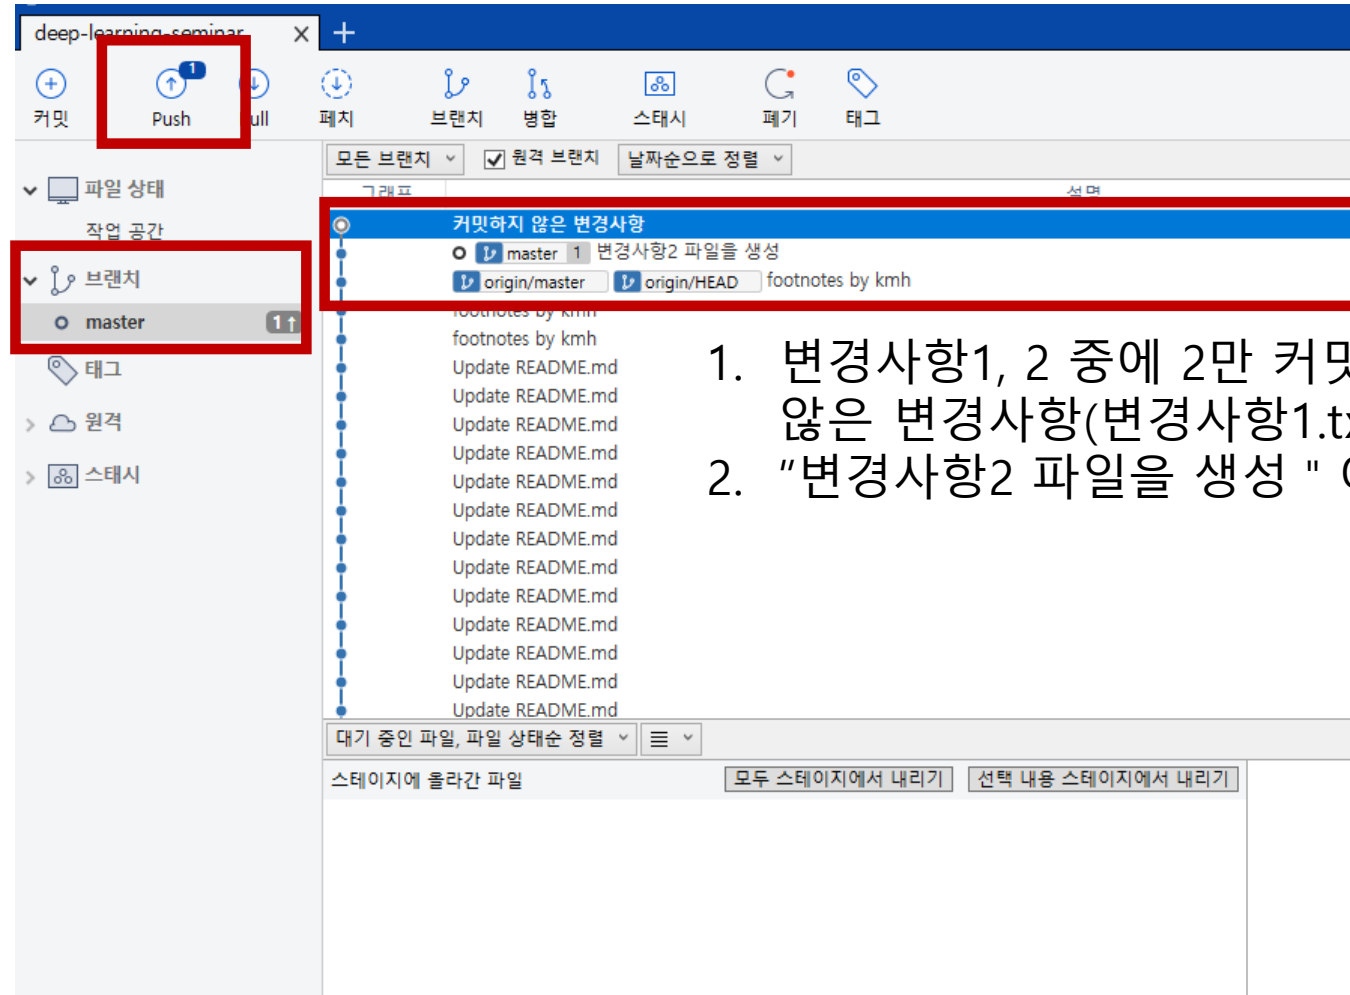 deep-learning-seminar
1
커밋 Push 페치 브랜치 병합 스태시 폐기 태그
모든 브랜치 원격 브랜치 날짜순으로 정렬
파일 상태
작업 공간
브랜치
master 1↑
태그
원격
스태시
그래프 설명
커밋하지 않은 변경사항
master 1 변경사항2 파일을 생성
origin/master origin/HEAD footnotes by kmh
footnotes by kmh
footnotes by kmh
Update README.md
Update README.md
Update README.md
Update README.md
Update README.md
Update README.md
Update README.md
Update README.md
Update README.md
Update README.md
Update README.md
Update README.md
Update README.md
1. 변경사항1, 2 중에 2만
않은 변경사항(변경사항1.
2. "변경사항2 파일을 생성 "
대기 중인 파일, 파일 상태순 정렬
스테이지에 올라간 파일 모두 스테이지에서 내리기 선택 내용 스테이지에서 내리기